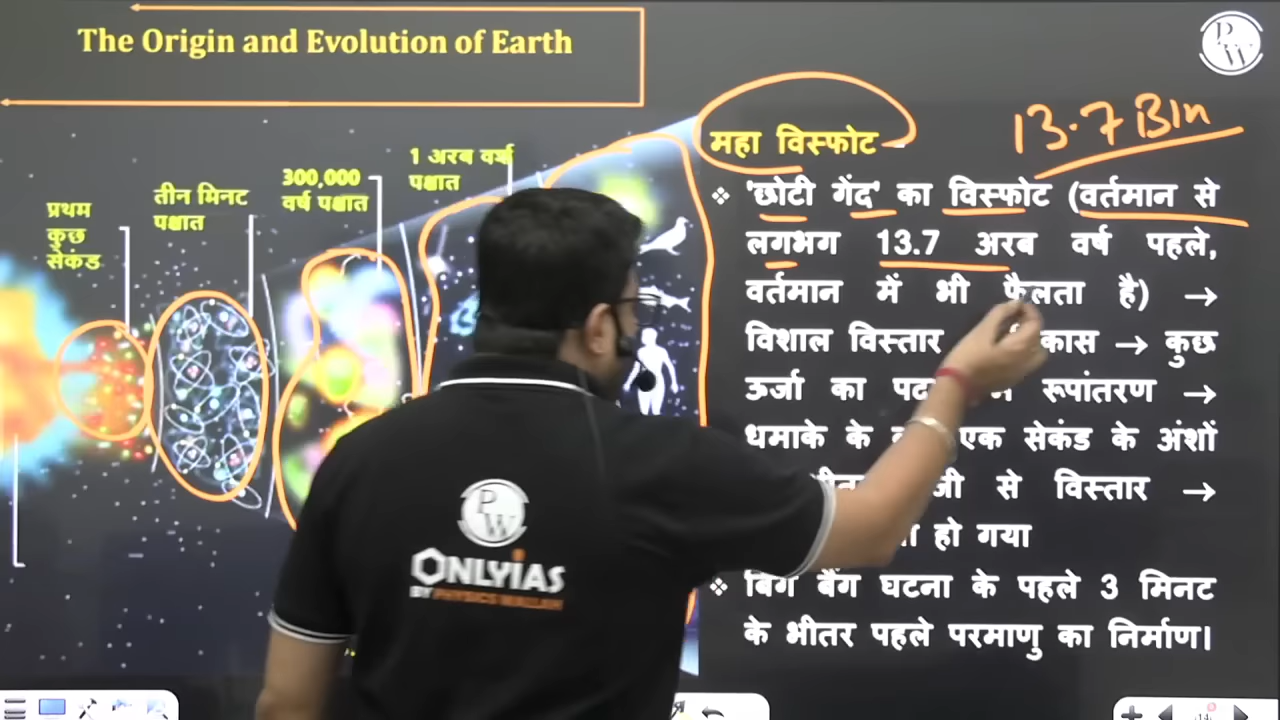 The Origin and Evolution of Earth
PW
13.7 Bln
महा विस्फोट
1 अरब वर्ष
पश्चात
300,000
वर्ष पश्चात
तीन मिनट
पश्चात
प्रथम
कुछ
सेकंड
❖ 'छोटी गेंद' का विस्फोट (वर्तमान से
लगभग 13.7 अरब वर्ष पहले,
वर्तमान में भी फैलता है) →
विशाल विस्तार → कुछ
ऊर्जा का रूपांतरण →
धमाके के एक सेकंड के अंशों
से विस्तार →
हो गया
❖ बिग बैंग घटना के पहले 3 मिनट
के भीतर पहले परमाणु का निर्माण।
PW
ONLYIAS
BY PHYSICS WALLAH